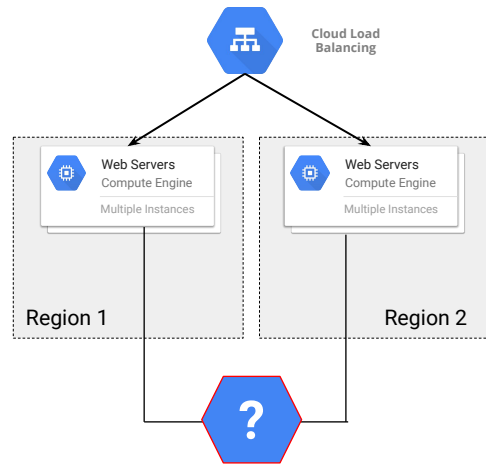 Cloud Load
Balancing
Web Servers
Compute Engine
Multiple Instances
Region 1
Web Servers
Compute Engine
Multiple Instances
Region 2
?